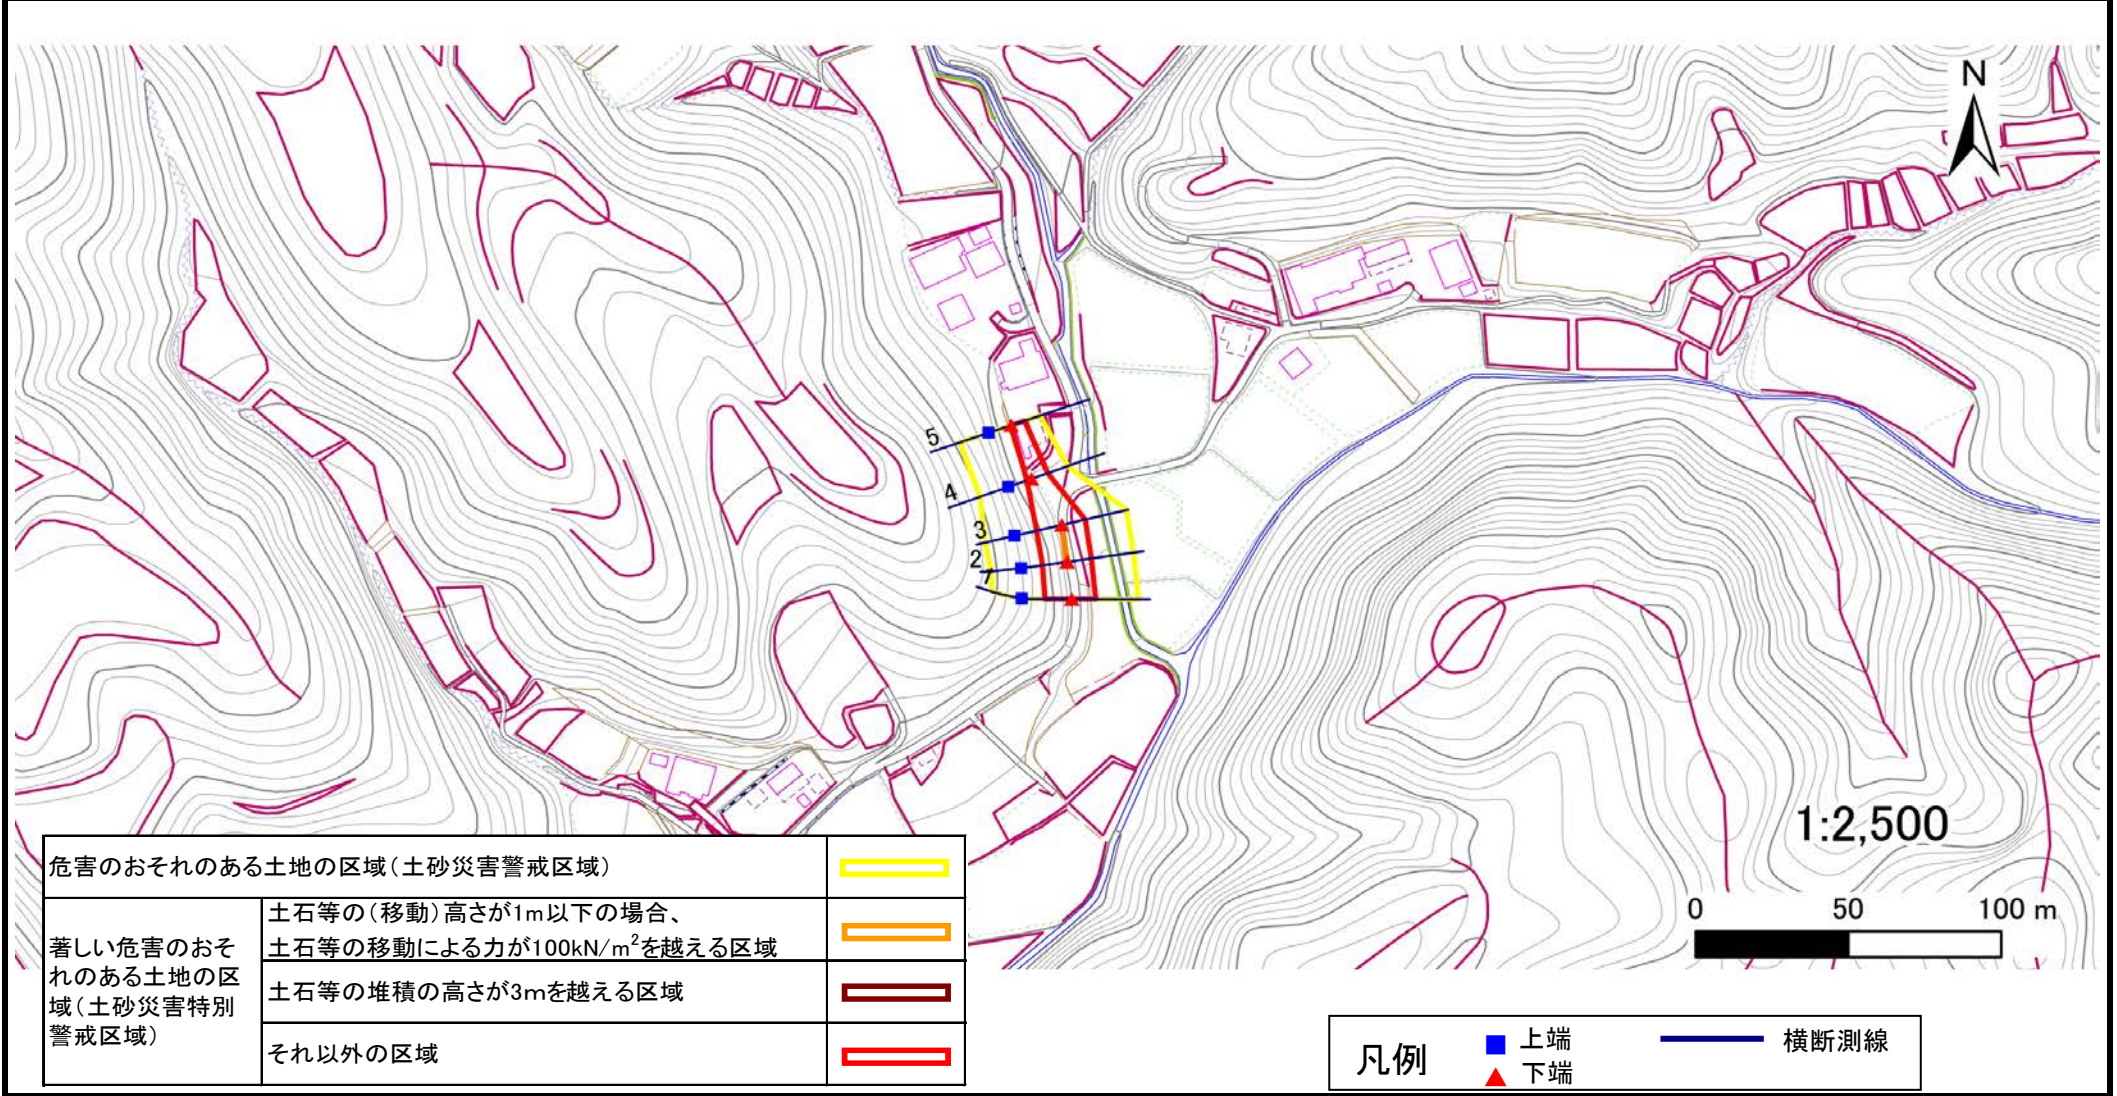 N
5
4
3
2
1
1:2,500
0 50 100 m
危害のおそれのある土地の区域(土砂災害警戒区域)
著しい危害のおそ
れのある土地の区
域(土砂災害特別
警戒区域)
土石等の(移動)高さが1m以下の場合、
土石等の移動による力が100kN/m²を越える区域
土石等の堆積の高さが3mを越える区域
それ以外の区域
凡例
上端
下端
横断測線